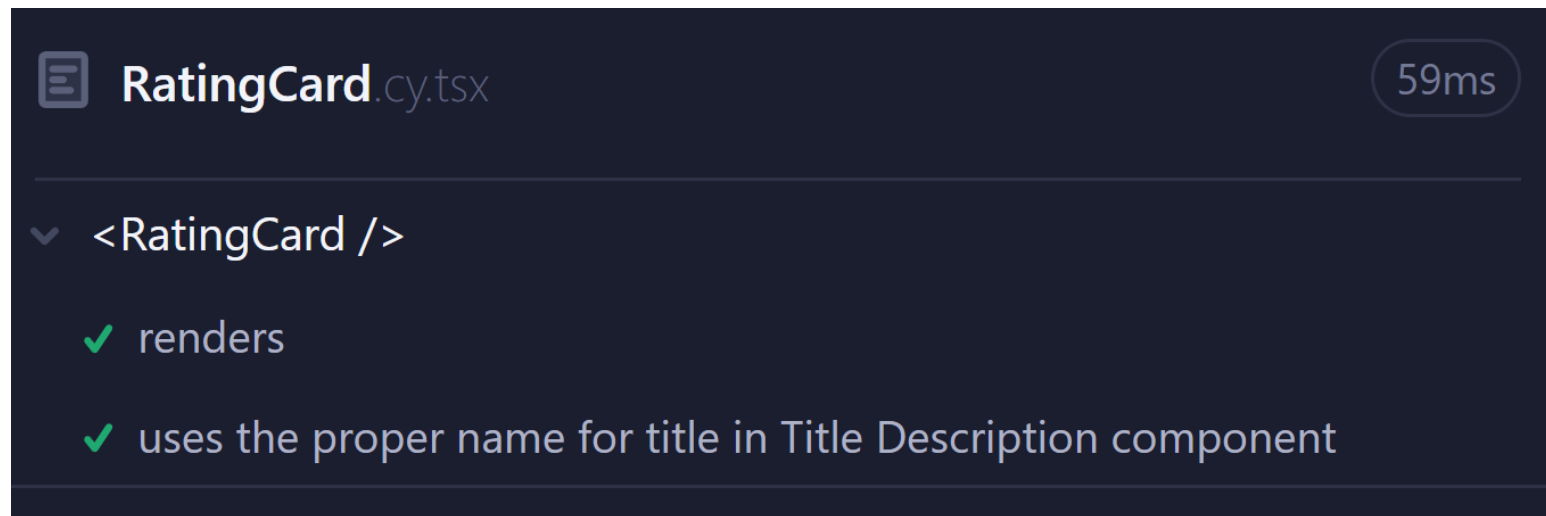 RatingCard.cy.tsx 59ms
<RatingCard />
renders
uses the proper name for title in Title Description component